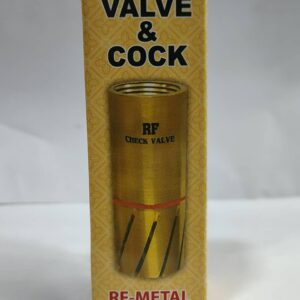 VALVE
&
COCK
RF
CHECK VALVE
RF-METAL